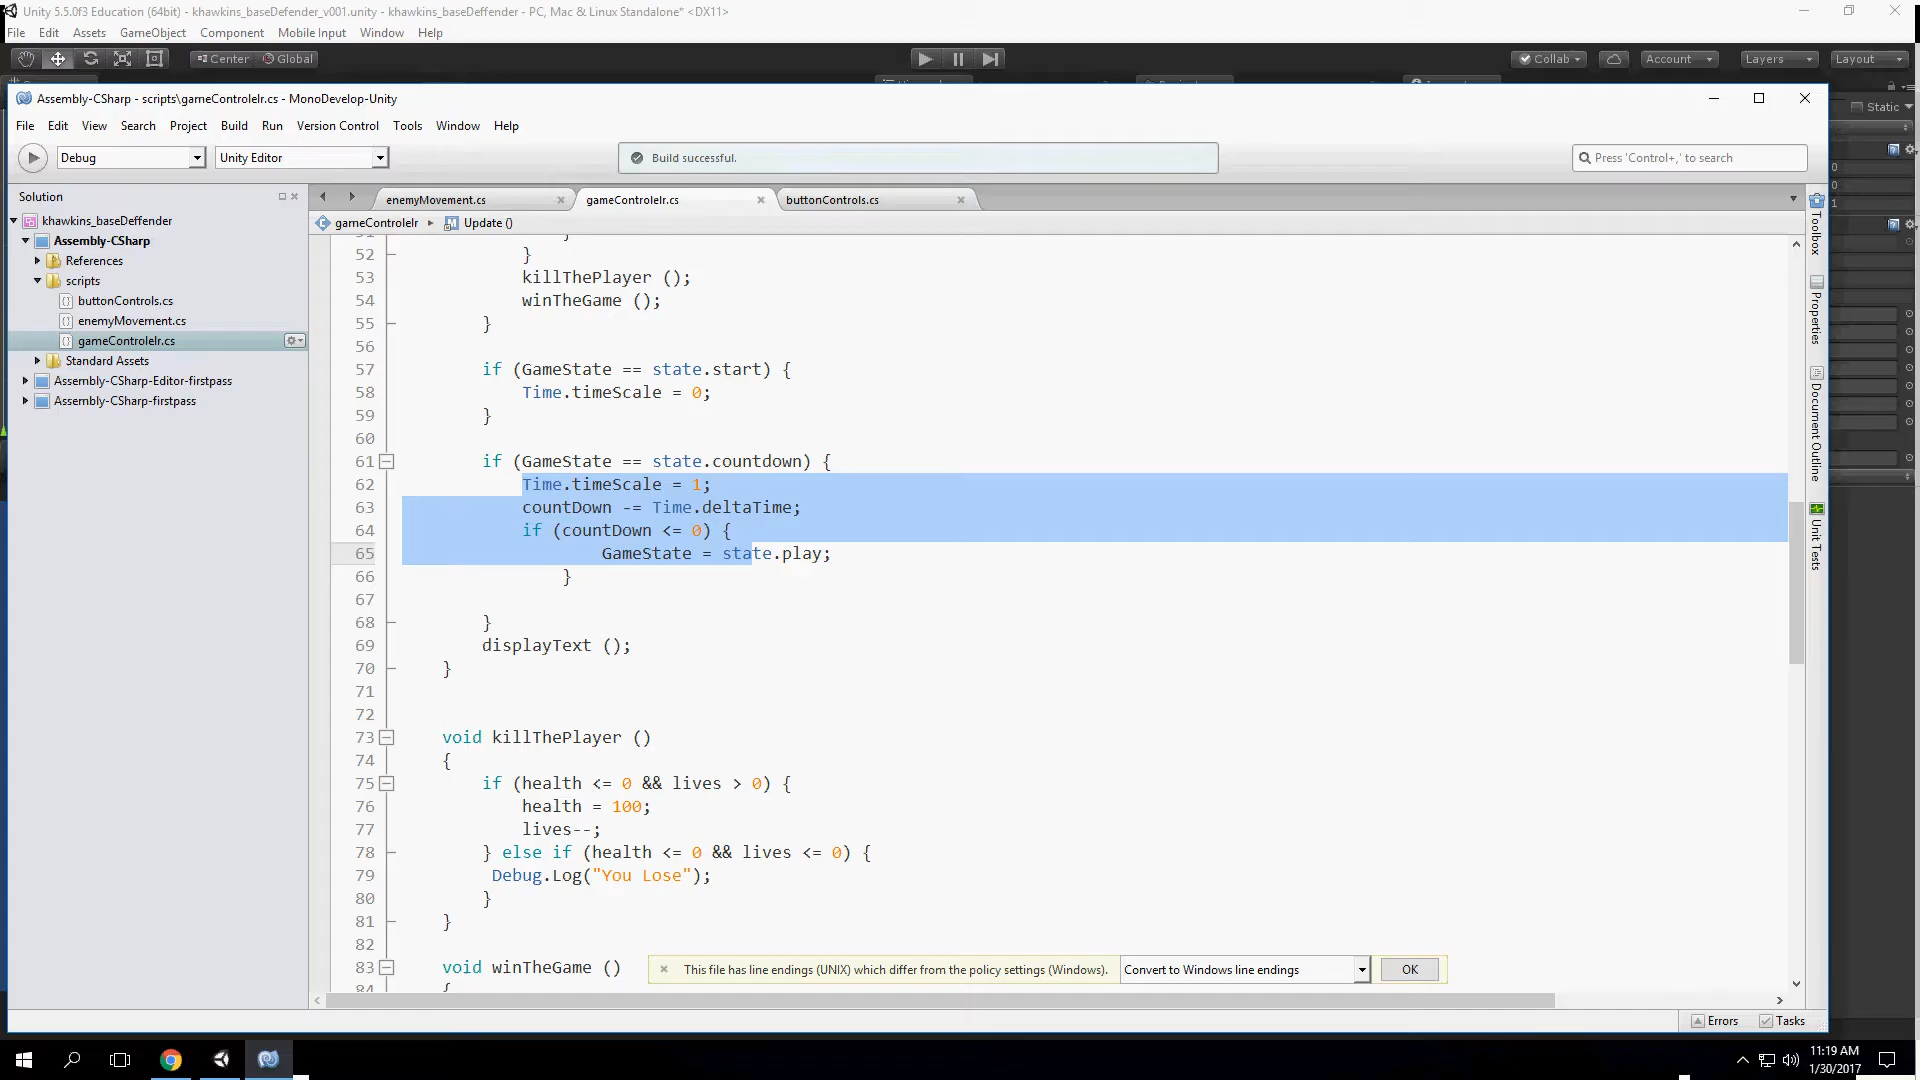 Unity 5.5.0f3 Education (64bit) - khawkins_baseDefender_v001.unity - khawkins_baseDeffender - PC, Mac & Linux Standalone* <DX11>
File Edit Assets GameObject Component Mobile Input Window Help
Center Global Collab Account Layers Layout
Assembly-CSharp - scripts\gameControlelr.cs - MonoDevelop-Unity
Static
File Edit View Search Project Build Run Version Control Tools Window Help
Debug Unity Editor Build successful. Press 'Control+,' to search
Solution
enemyMovement.cs gameControlelr.cs buttonControls.cs
gameControlelr Update ()
khawkins_baseDeffender
Assembly-CSharp
References
scripts
buttonControls.cs
enemyMovement.cs
gameControlelr.cs
Standard Assets
Assembly-CSharp-Editor-firstpass
Assembly-CSharp-firstpass
52 }
53 killThePlayer ();
54 winTheGame ();
55 }
56
57 if (GameState == state.start) {
58 Time.timeScale = 0;
59 }
60
61 if (GameState == state.countdown) {
62 Time.timeScale = 1;
63 countDown -= Time.deltaTime;
64 if (countDown <= 0) {
65 GameState = state.play;
66 }
67
68 }
69 displayText ();
70 }
71
72
73 void killThePlayer ()
74 {
75 if (health <= 0 && lives > 0) {
76 health = 100;
77 lives--;
78 } else if (health <= 0 && lives <= 0) {
79 Debug.Log("You Lose");
80 }
81 }
82
83 void winTheGame ()
84 {
This file has line endings (UNIX) which differ from the policy settings (Windows). Convert to Windows line endings OK
Toolbox
Properties
Document Outline
Unit Tests
Errors Tasks
11:19 AM
1/30/2017